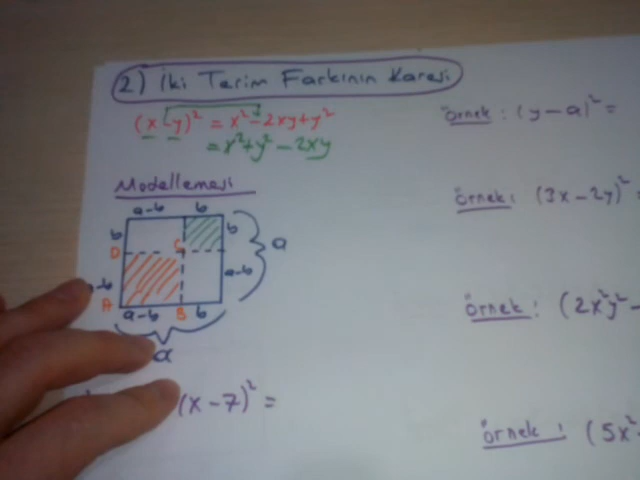 2) İki Terim Farkının Karesi
(x-y)² = x²-2xy+y²
= x²+y² - 2xy
Modellemesi
a-b b
b b
D C
a
a-b
A a-b B b
a
(x-7)² =
örnek: (y-a)² =
örnek: (3x-2y)² =
örnek: (2x²y²-
örnek: (5x²-